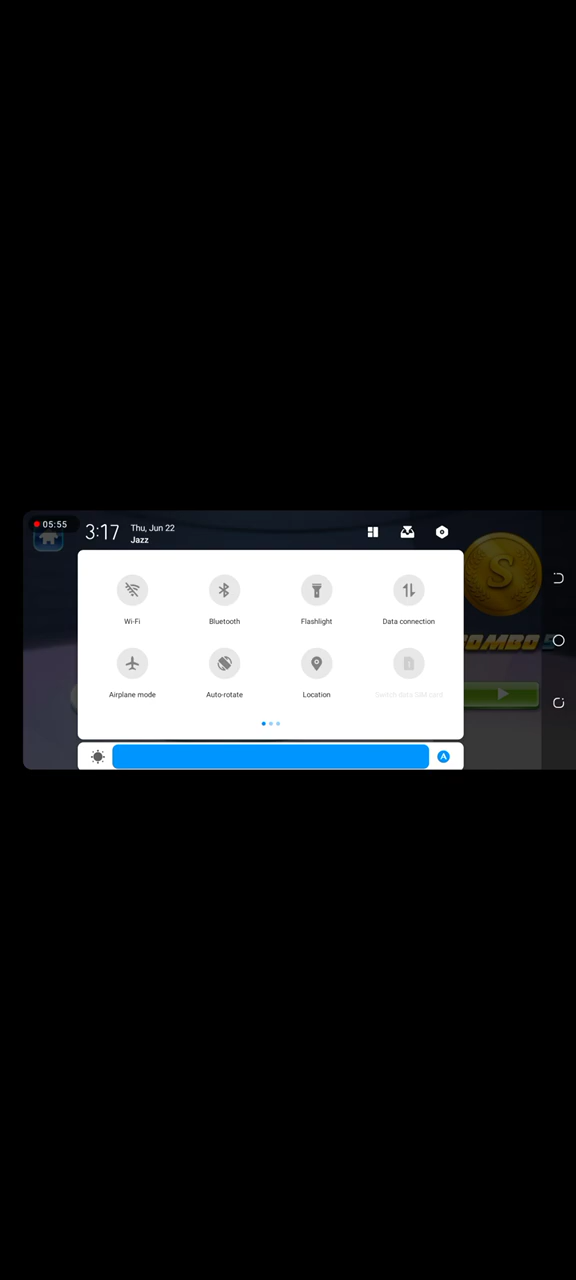 05:55
3:17
Thu, Jun 22
Jazz
S
COMBO
Wi-Fi
Bluetooth
Flashlight
Data connection
Airplane mode
Auto-rotate
Location
Switch data SIM card
A